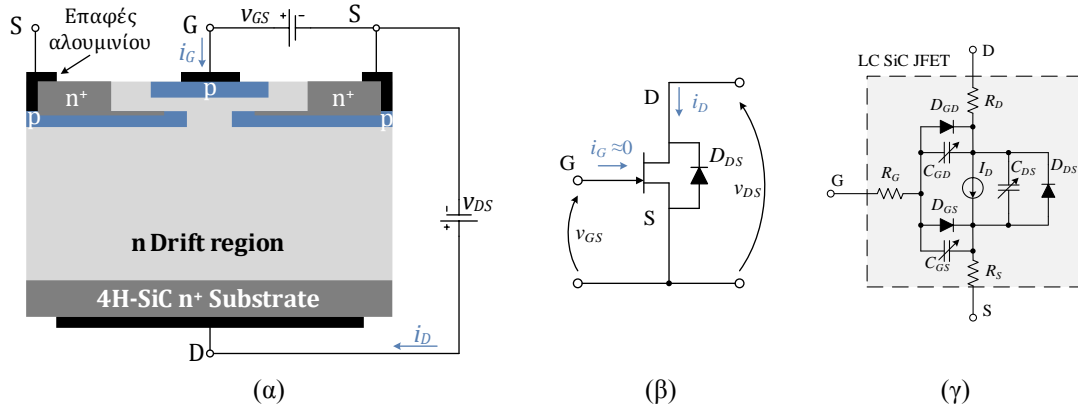 S
Επαφές
αλουμινίου
G
v_GS
+ -
S
i_G
n⁺
p
n⁺
p
p
n Drift region
4H-SiC n⁺ Substrate
-
+
v_DS
D
i_D
(α)
D
i_D
G
i_G≈0
D_DS
S
v_GS
v_DS
(β)
LC SiC JFET
D
R_D
D_GD
C_GD
R_G
G
I_D
C_DS
D_DS
D_GS
C_GS
R_S
S
(γ)